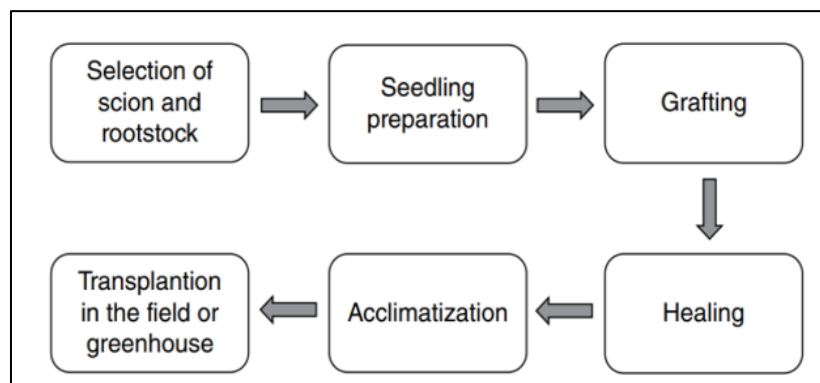 Selection of
scion and
rootstock
Seedling
preparation
Grafting
Healing
Acclimatization
Transplantion
in the field or
greenhouse